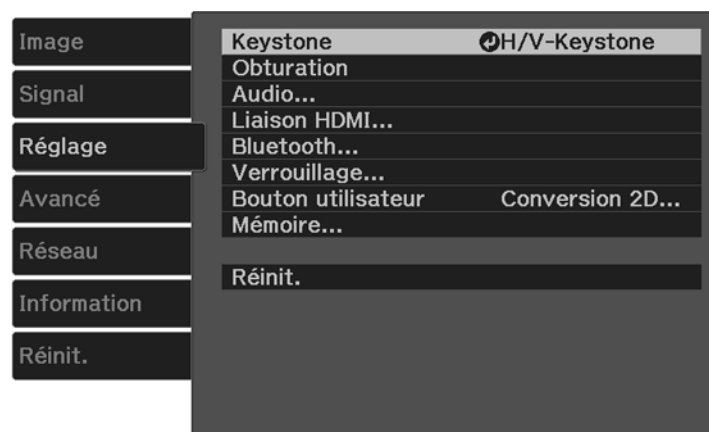 Image
Signal
Réglage
Avancé
Réseau
Information
Réinit.
Keystone H/V-Keystone
Obturation
Audio...
Liaison HDMI...
Bluetooth...
Verrouillage...
Bouton utilisateur Conversion 2D...
Mémoire...
Réinit.